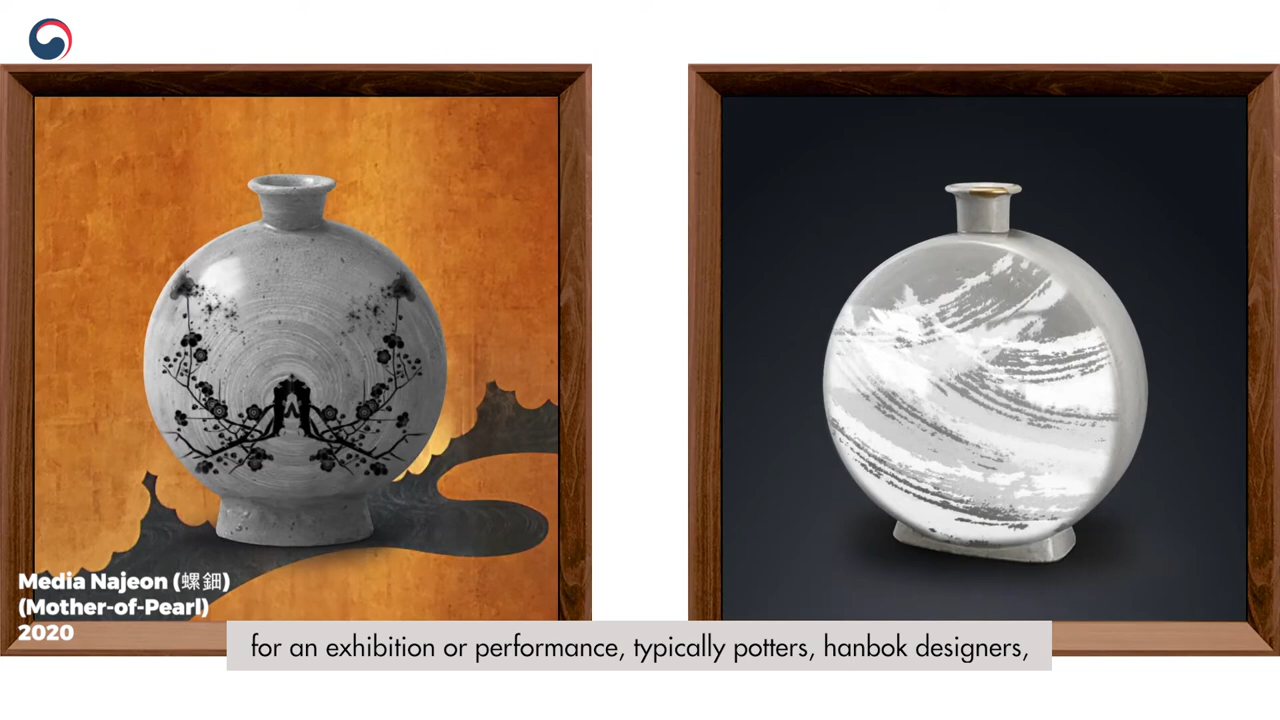 Media Najeon (螺鈿)
(Mother-of-Pearl)
2020
for an exhibition or performance, typically potters, hanbok designers,